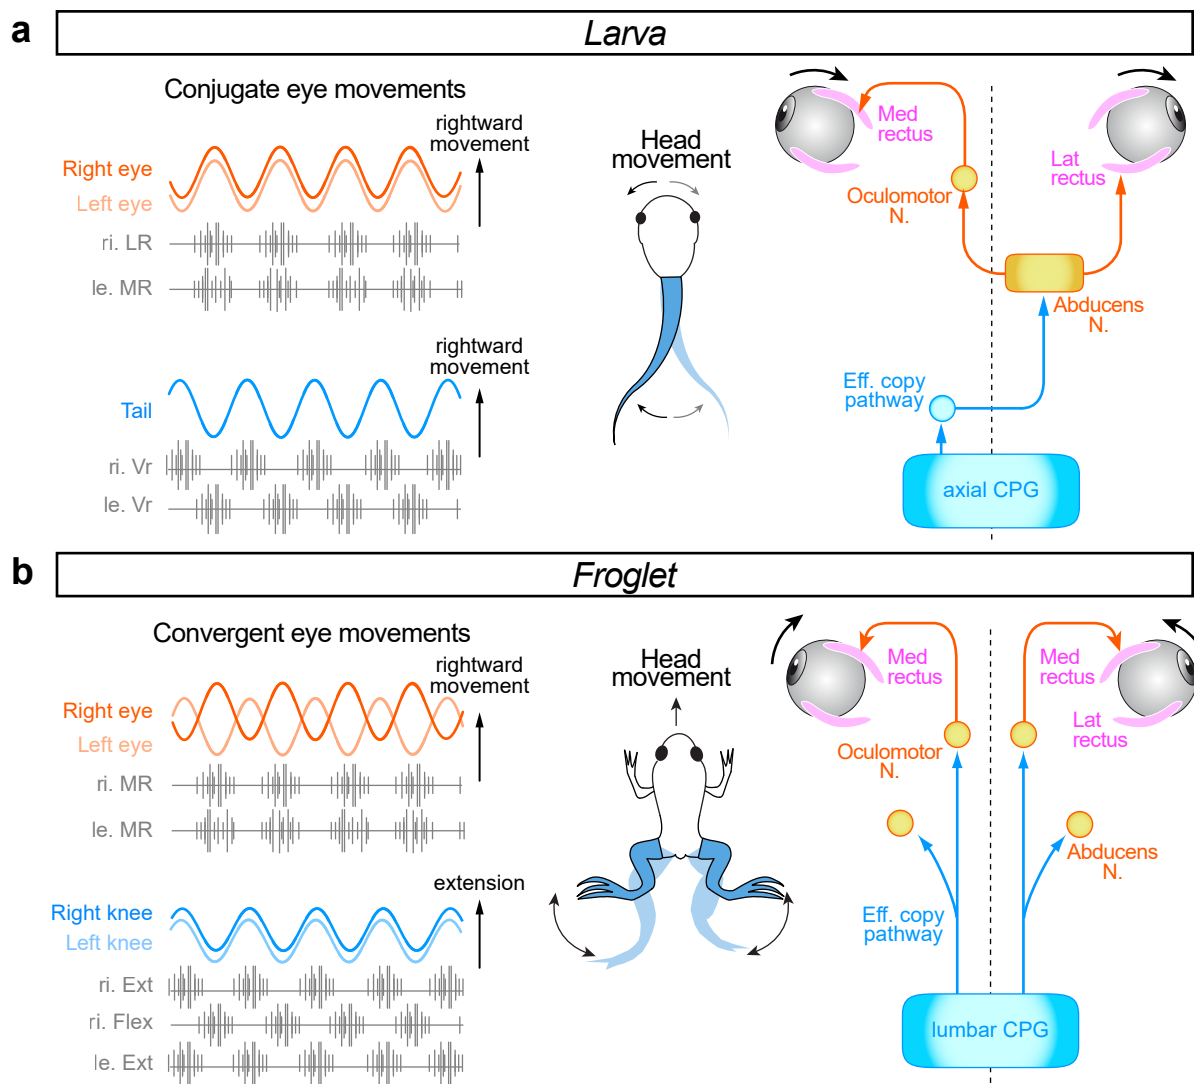 a
Larva
Conjugate eye movements
rightward
movement
Right eye
Left eye
ri. LR
le. MR
rightward
movement
Tail
ri. Vr
le. Vr
Head
movement
Med
rectus
Lat
rectus
Oculomotor
N.
Abducens
N.
Eff. copy
pathway
axial CPG
b
Froglet
Convergent eye movements
rightward
movement
Right eye
Left eye
ri. MR
le. MR
extension
Right knee
Left knee
ri. Ext
ri. Flex
le. Ext
Head
movement
Med
rectus
Med
rectus
Lat
rectus
Oculomotor
N.
Abducens
N.
Eff. copy
pathway
lumbar CPG